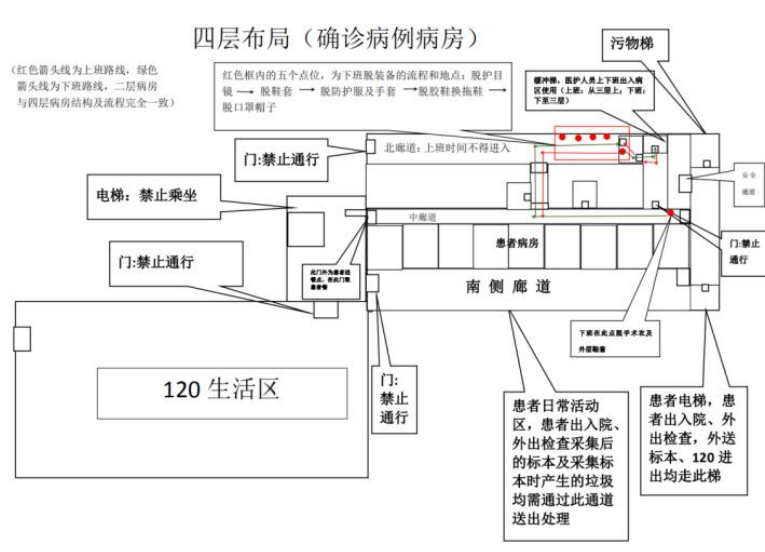 四层布局（确诊病例病房）
污物梯
（红色箭头线为上班路线，绿色
箭头线为下班路线，二层病房
与四层病房结构及流程完全一致）
红色框内的五个点位，为下班脱装备的流程和地点：脱护目
镜 → 脱鞋套 → 脱防护服及手套 → 脱胶鞋换拖鞋 →
脱口罩帽子
缓冲梯，医护人员上下班出入病
区使用（上班：从三层上；下班：
下至三层）
门:禁止通行
北廊道：上班时间不得进入
电梯：禁止乘坐
安全
通道
中廊道
门:禁止通行
患者病房
门:禁止
通行
南侧廊道
下班在此点脱手术衣及
外层鞋套
120 生活区
门:
禁止
通行
患者日常活动
区，患者出入院、
外出检查采集后
的标本及采集标
本时产生的垃圾
均需通过此通道
送出处理
患者电梯，患
者出入院、外
出检查，外送
标本、120 进
出均走此梯